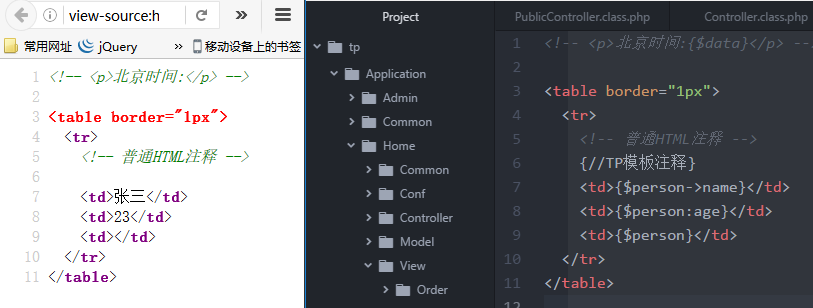 view-source:h
常用网址 jQuery 移动设备上的书签
1 <!-- <p>北京时间:</p> -->
2
3 <table border="1px">
4 <tr>
5 <!-- 普通HTML注释 -->
6
7 <td>张三</td>
8 <td>23</td>
9 <td></td>
10 </tr>
11 </table>
Project
tp
Application
Admin
Common
Home
Common
Conf
Controller
Model
View
Order
PublicController.class.php Controller.class.php
1 <!-- <p>北京时间:{$data}</p> --
2
3 <table border="1px">
4 <tr>
5 <!-- 普通HTML注释 -->
6 {//TP模板注释}
7 <td>{$person->name}</td>
8 <td>{$person:age}</td>
9 <td>{$person}</td>
10 </tr>
11 </table>
12